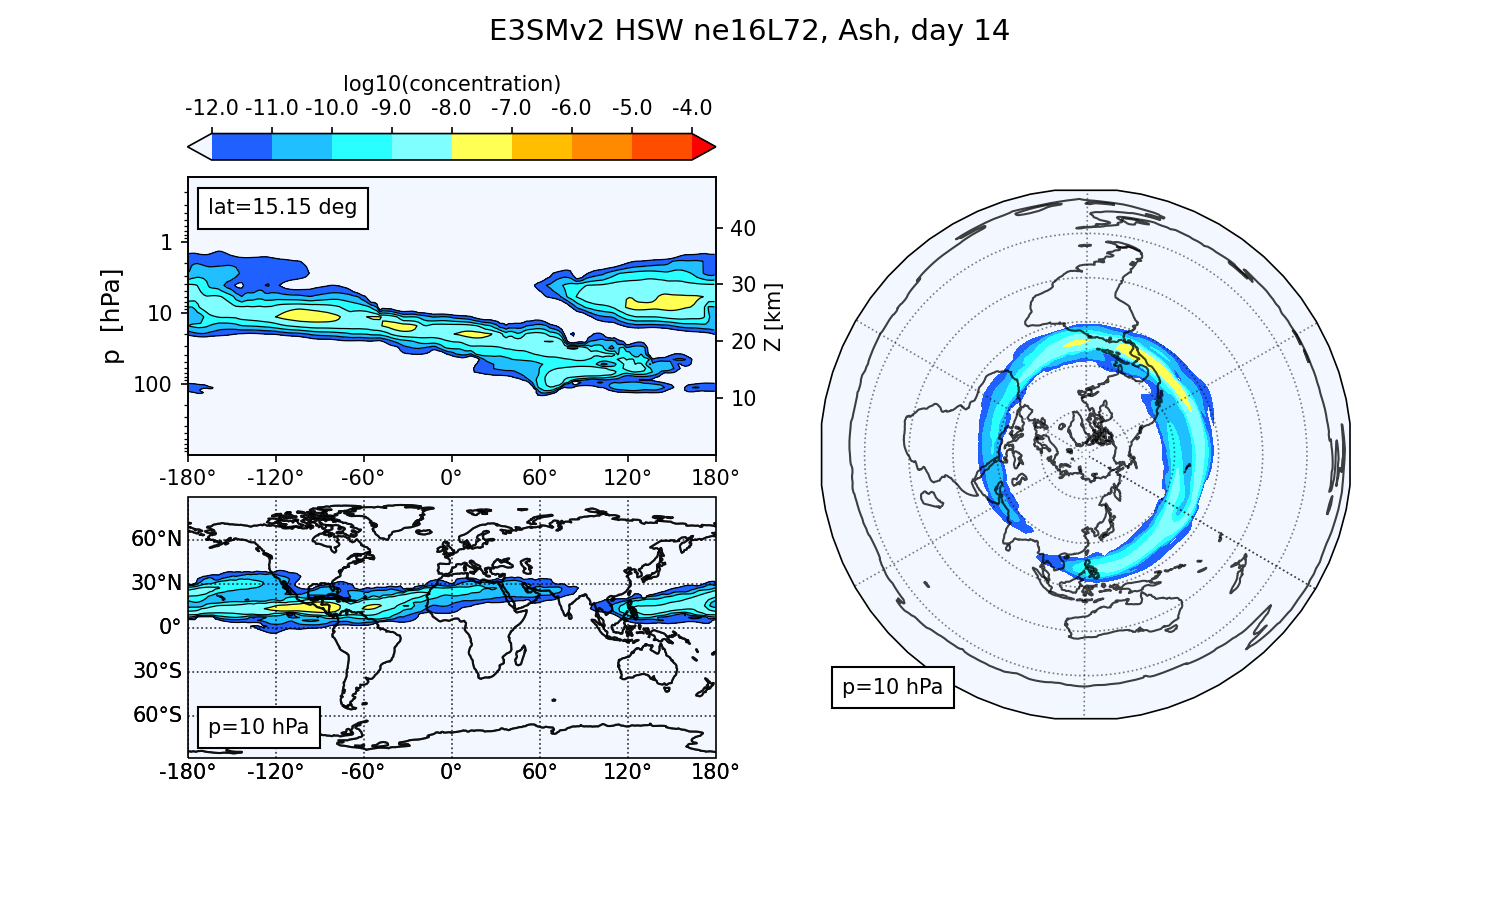 E3SMv2 HSW ne16L72, Ash, day 14
log10(concentration)
-12.0 -11.0 -10.0 -9.0 -8.0 -7.0 -6.0 -5.0 -4.0
lat=15.15 deg
1
10
100
p [hPa]
40
30
20
10
Z [km]
-180° -120° -60° 0° 60° 120° 180°
60°N
30°N
0°
30°S
60°S
p=10 hPa
-180° -120° -60° 0° 60° 120° 180°
p=10 hPa